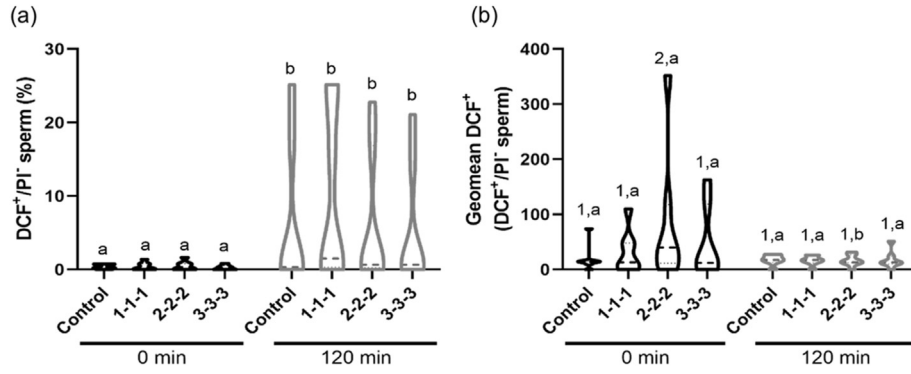 (a)
DCF⁺/PI⁻ sperm (%)
30
20
10
0
a a a a
b b b b
Control 1-1-1 2-2-2 3-3-3 Control 1-1-1 2-2-2 3-3-3
0 min 120 min
(b)
Geomean DCF⁺
(DCF⁺/PI⁻ sperm)
400
300
200
100
0
1,a 1,a 2,a 1,a
1,a 1,a 1,b 1,a
Control 1-1-1 2-2-2 3-3-3 Control 1-1-1 2-2-2 3-3-3
0 min 120 min